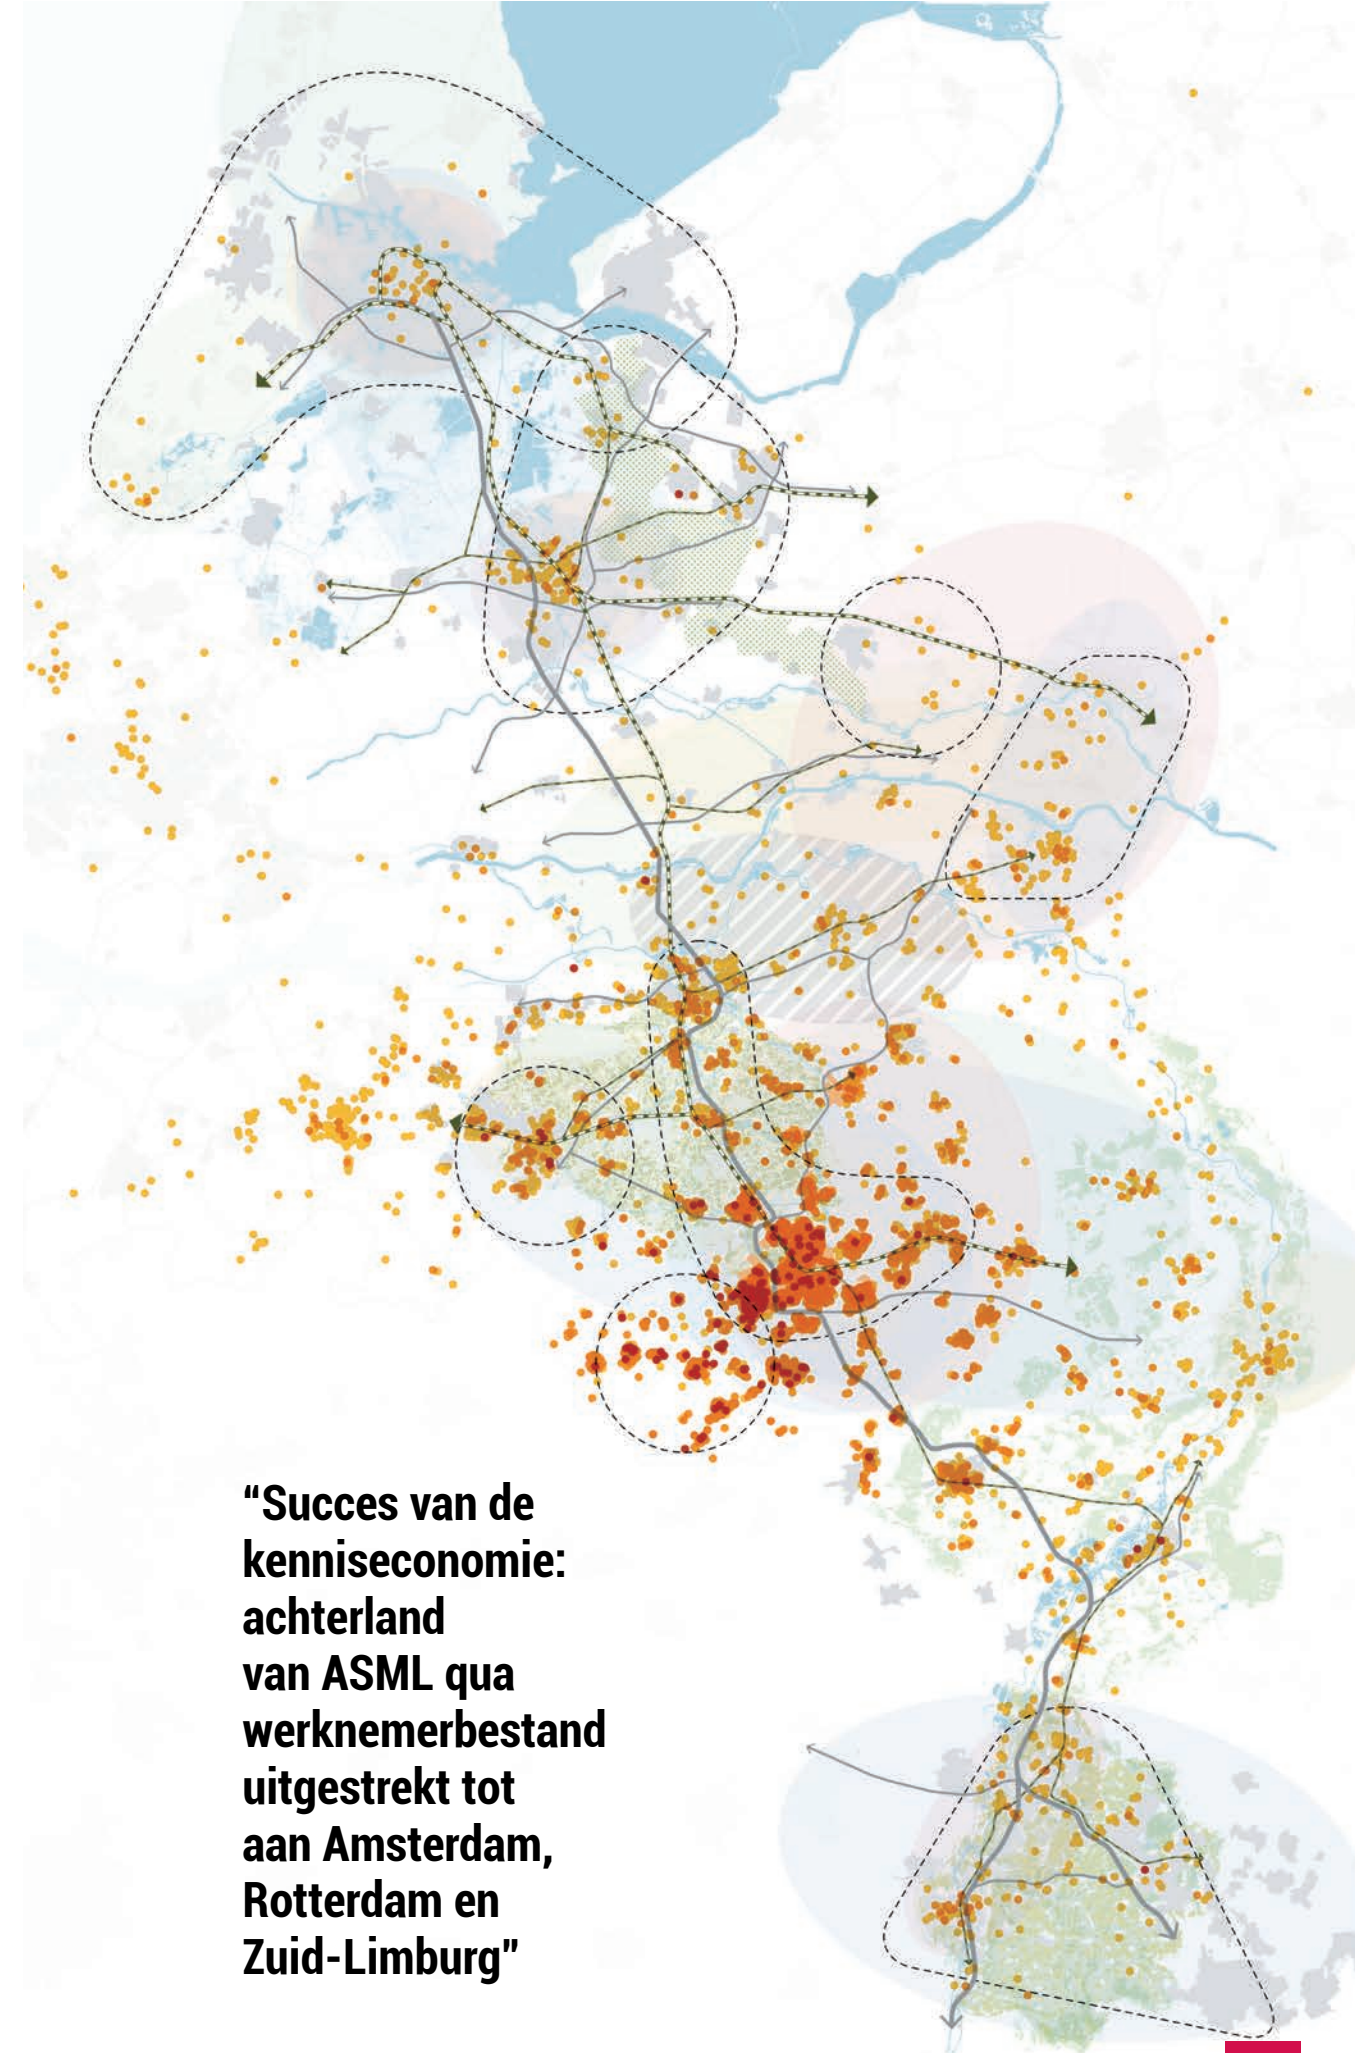 “Succes van de
kenniseconomie:
achterland
van ASML qua
werknemerbestand
uitgestrekt tot
aan Amsterdam,
Rotterdam en
Zuid-Limburg”